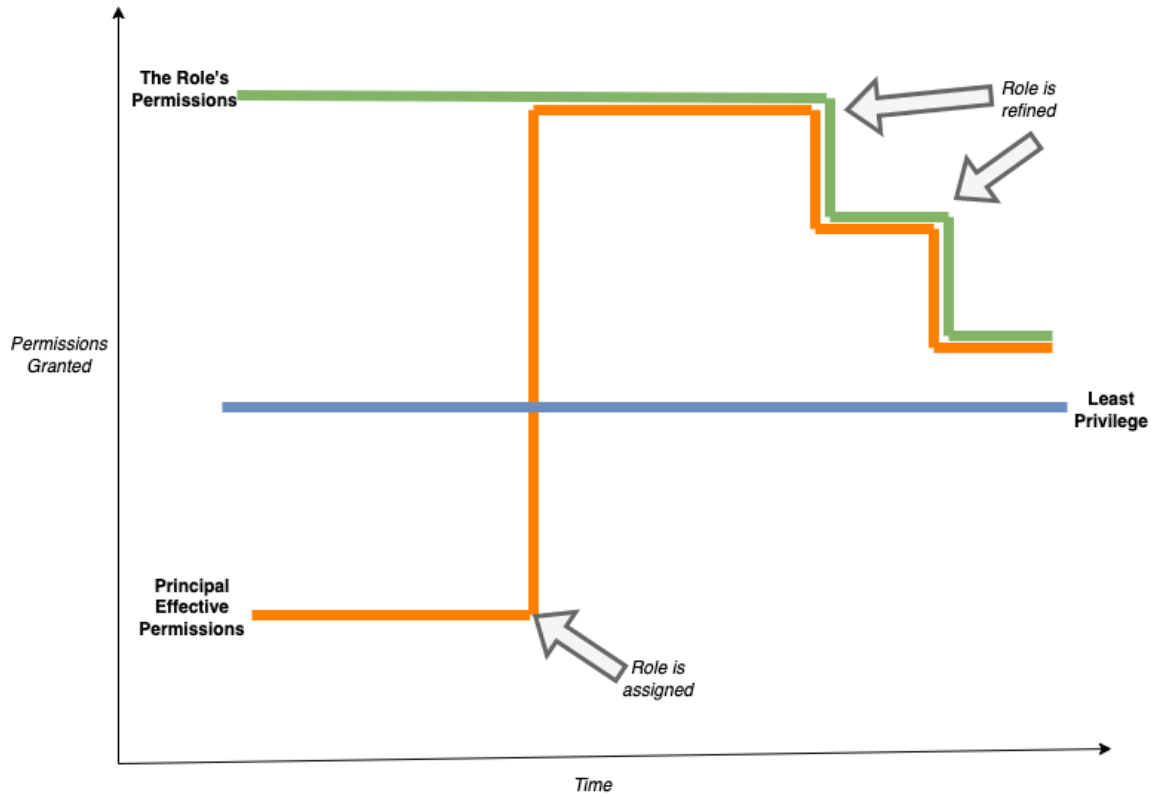 The Role's
Permissions
Role is
refined
Permissions
Granted
Least
Privilege
Principal
Effective
Permissions
Role is
assigned
Time